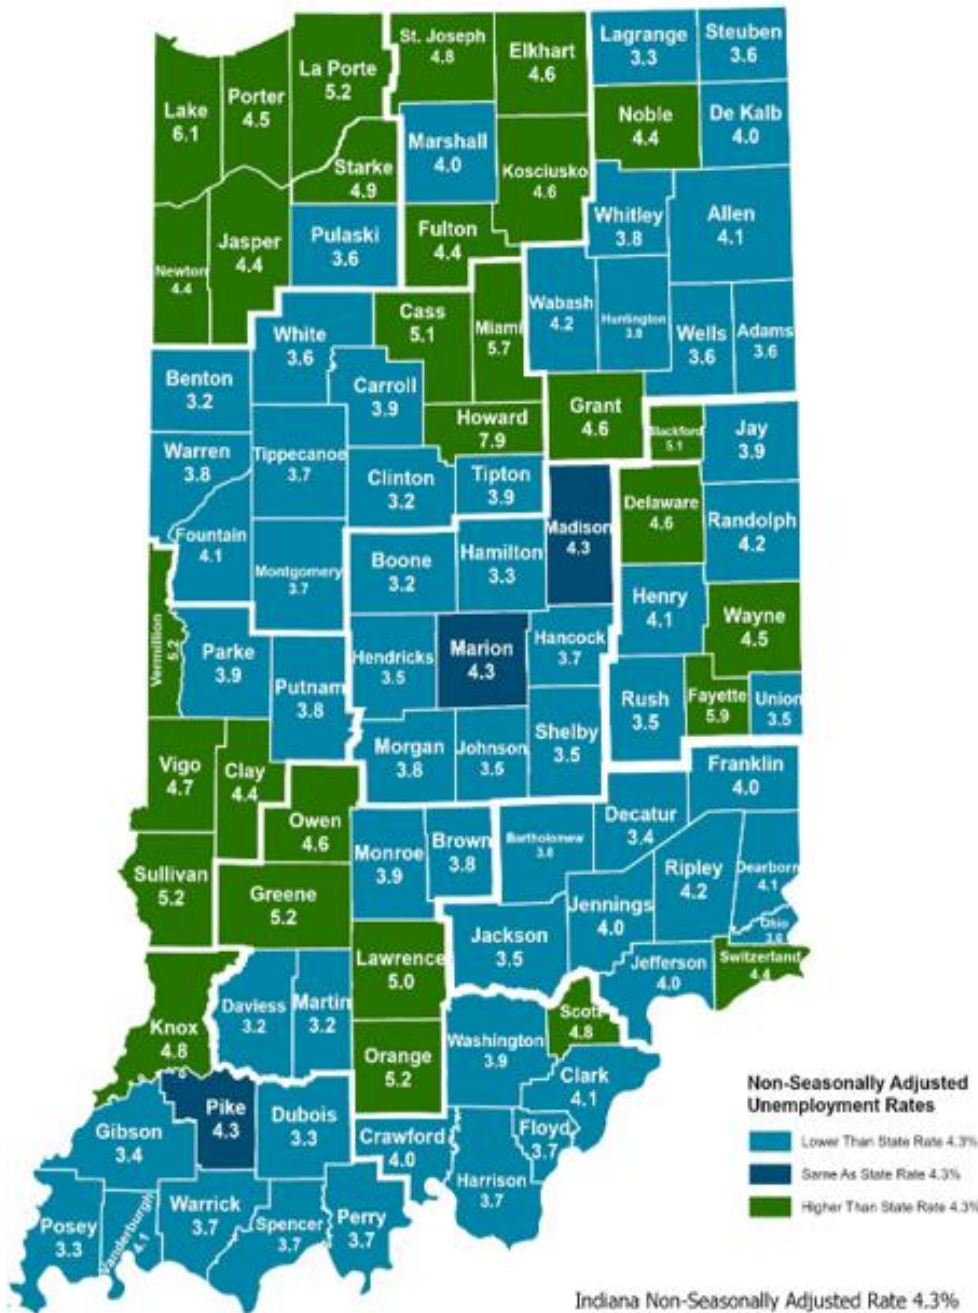 St. Joseph
4.8
Elkhart
4.6
Lagrange
3.3
Steuben
3.6
La Porte
5.2
Lake
6.1
Porter
4.5
Noble
4.4
De Kalb
4.0
Marshall
4.0
Starke
4.9
Kosciusko
4.6
Whitley
3.8
Allen
4.1
Pulaski
3.6
Fulton
4.4
Jasper
4.4
Newton
4.4
Wabash
4.2
Huntington
3.8
Wells
3.6
Adams
3.6
White
3.6
Cass
5.1
Miami
5.7
Benton
3.2
Carroll
3.9
Grant
4.6
Howard
7.9
Blackford
5.1
Jay
3.9
Warren
3.8
Tippecanoe
3.7
Clinton
3.2
Tipton
3.9
Delaware
4.6
Randolph
4.2
Fountain
4.1
Montgomery
3.7
Boone
3.2
Hamilton
3.3
Madison
4.3
Henry
4.1
Wayne
4.5
Vermillion
5.2
Parke
3.9
Putnam
3.8
Hendricks
3.5
Marion
4.3
Hancock
3.7
Rush
3.5
Fayette
5.9
Union
3.5
Morgan
3.8
Johnson
3.5
Shelby
3.5
Vigo
4.7
Clay
4.4
Owen
4.6
Franklin
4.0
Decatur
3.4
Monroe
3.9
Brown
3.8
Bartholomew
Ripley
4.2
Dearborn
4.1
Sullivan
5.2
Greene
5.2
Jennings
4.0
Ohio
Jackson
3.5
Lawrence
5.0
Jefferson
4.0
Switzerland
4.4
Knox
4.8
Daviess
3.2
Martin
3.2
Orange
5.2
Washington
3.9
Scott
4.8
Clark
4.1
Gibson
3.4
Pike
4.3
Dubois
3.3
Crawford
4.0
Floyd
3.7
Harrison
3.7
Posey
3.3
Vanderburgh
4.1
Warrick
3.7
Spencer
3.7
Perry
3.7
Non-Seasonally Adjusted
Unemployment Rates
Lower Than State Rate 4.3%
Same As State Rate 4.3%
Higher Than State Rate 4.3%
Indiana Non-Seasonally Adjusted Rate 4.3%